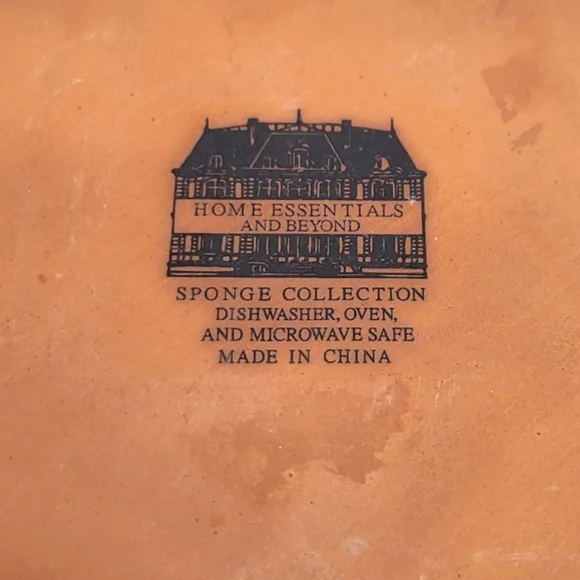 HOME ESSENTIALS
AND BEYOND
SPONGE COLLECTION
DISHWASHER, OVEN,
AND MICROWAVE SAFE
MADE IN CHINA